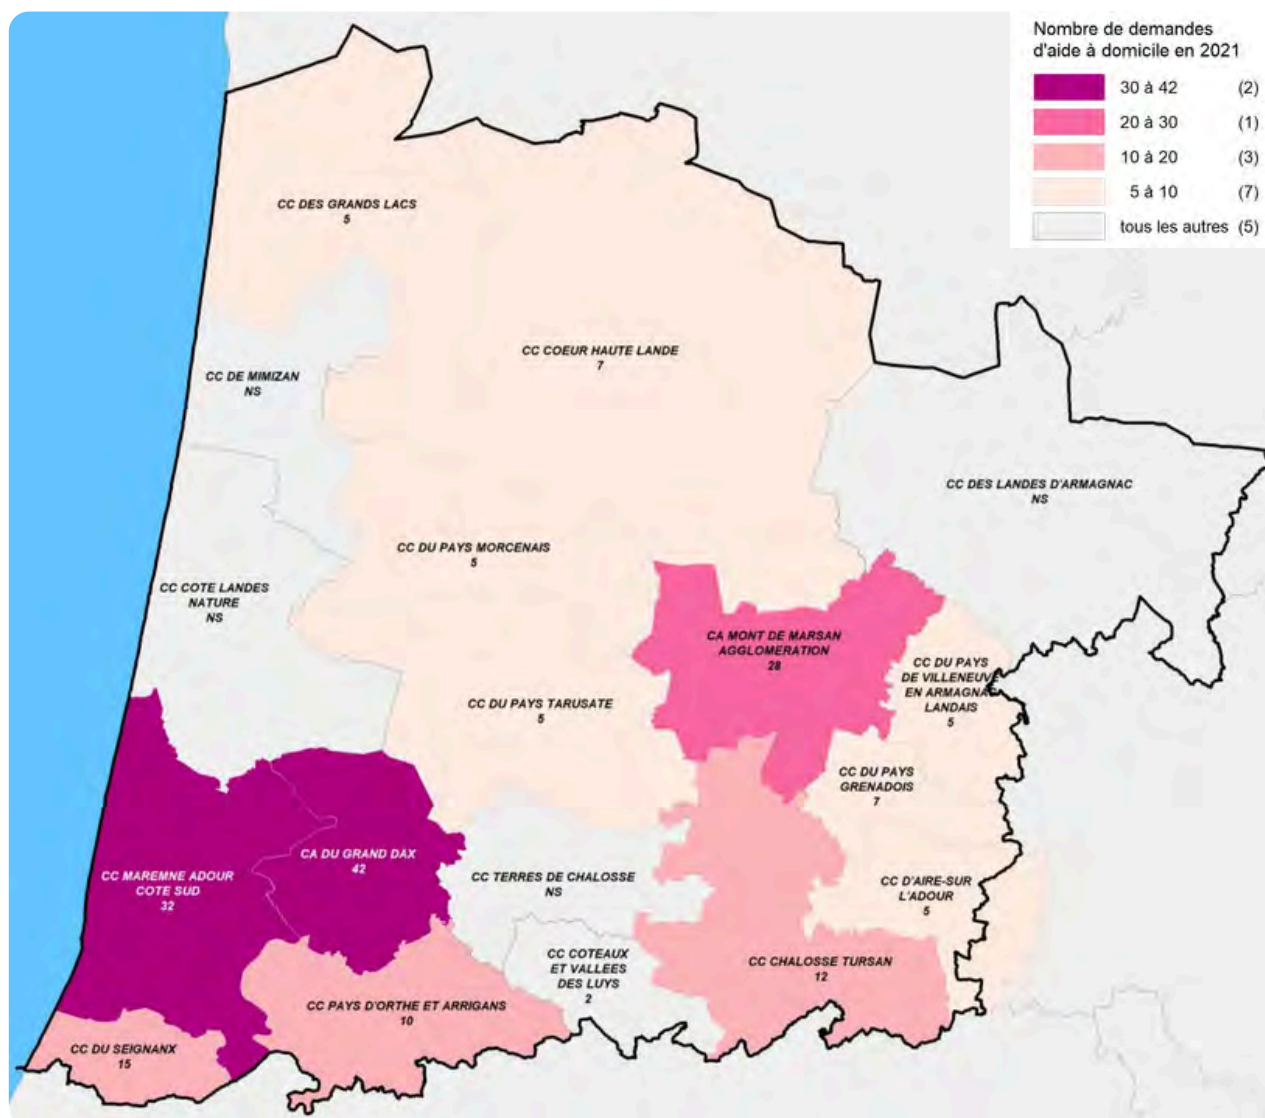 Nombre de demandes
d'aide à domicile en 2021
30 à 42 (2)
20 à 30 (1)
10 à 20 (3)
5 à 10 (7)
tous les autres (5)
CC DES GRANDS LACS
5
CC COEUR HAUTE LANDE
7
CC DE MIMIZAN
NS
CC DES LANDES D'ARMAGNAC
NS
CC DU PAYS MORCENAIS
5
CC COTE LANDES
NATURE
NS
CA MONT DE MARSAN
AGGLOMERATION
28
CC DU PAYS
DE VILLENEUVE
EN ARMAGNAC
LANDAIS
5
CC DU PAYS TARUSATE
5
CC DU PAYS
GRENADOIS
7
CA DU GRAND DAX
42
CC MAREMNE ADOUR
COTE SUD
32
CC TERRES DE CHALOSSE
NS
CC D'AIRE-SUR
L'ADOUR
5
CC COTEAUX
ET VALLEES
DES LUYS
2
CC CHALOSSE TURSAN
12
CC PAYS D'ORTHE ET ARRIGANS
10
CC DU SEIGNANX
15